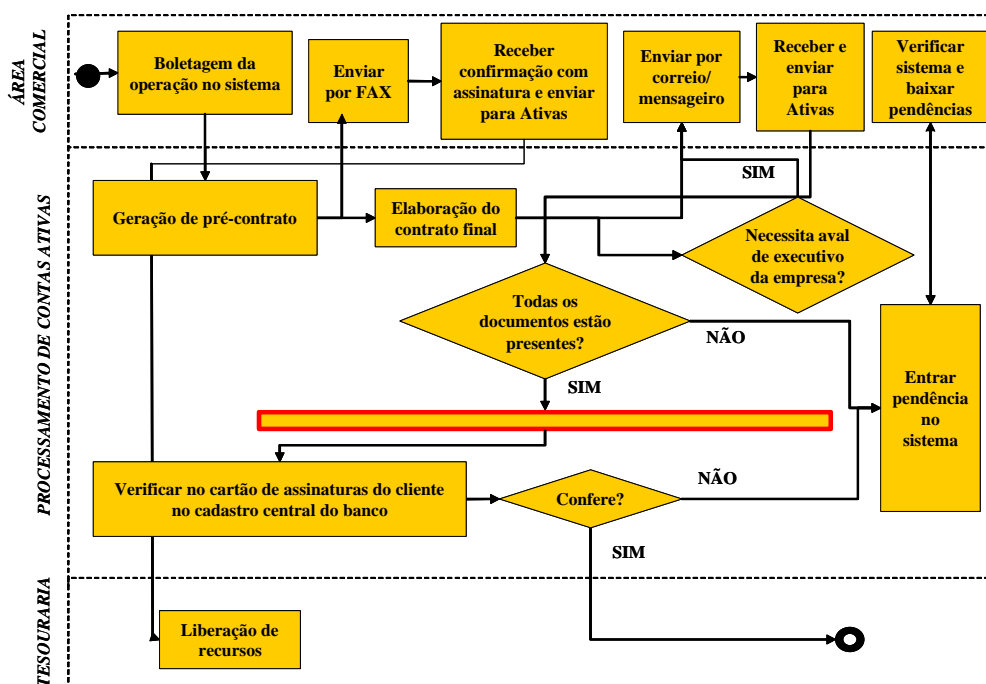 ÁREA
COMERCIAL
Boletagem da
operação no sistema
Enviar
por FAX
Receber
confirmação com
assinatura e enviar
para Ativas
Enviar por
correio/
mensageiro
Receber e
enviar
para
Ativas
Verificar
sistema e
baixar
pendências
PROCESSAMENTO DE CONTAS ATIVAS
Geração de pré-contrato
Elaboração do
contrato final
SIM
Necessita aval
de executivo
da empresa?
Todas os
documentos estão
presentes?
NÃO
SIM
Entrar
pendência
no
sistema
Verificar no cartão de assinaturas do cliente
no cadastro central do banco
Confere?
NÃO
SIM
TESOURARIA
Liberação de
recursos